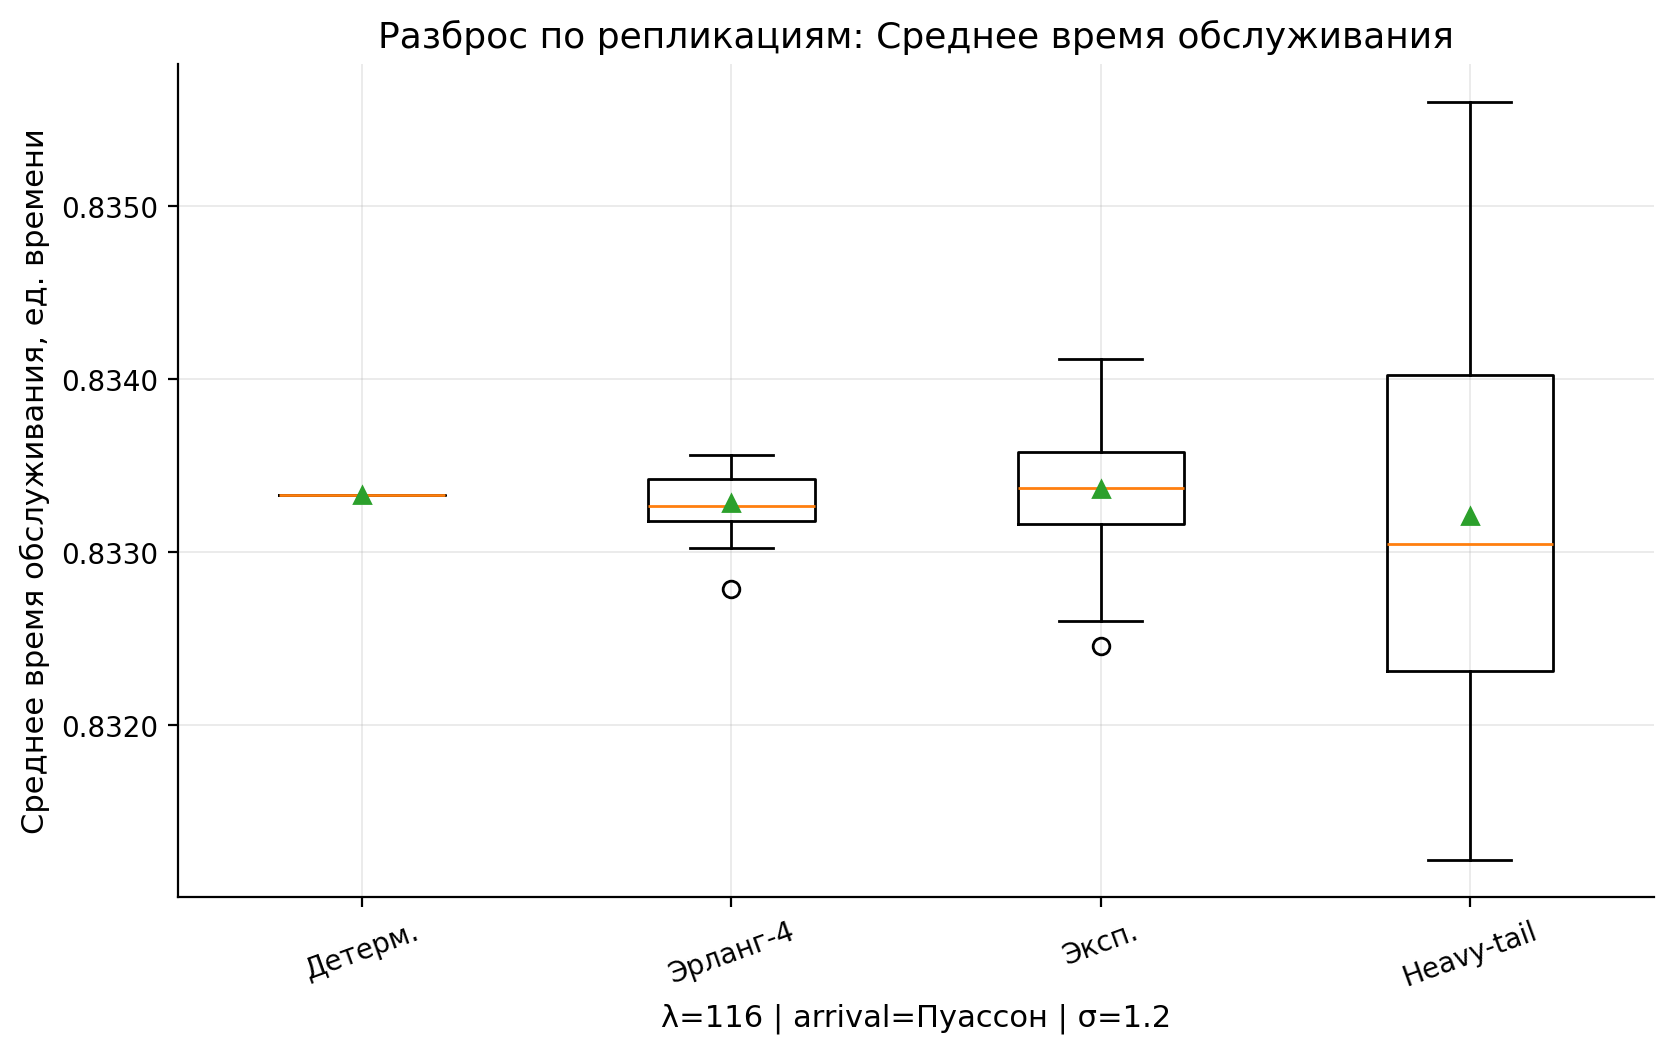 Разброс по репликациям: Среднее время обслуживания
Среднее время обслуживания, ед. времени
0.8350
0.8340
0.8330
0.8320
Детерм.
Эрланг-4
Эксп.
Heavy-tail
λ=116 | arrival=Пуассон | σ=1.2